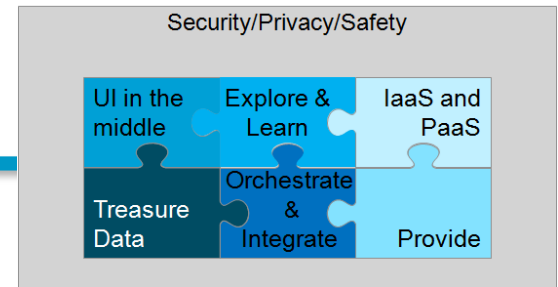 Security/Privacy/Safety
UI in the
middle
Explore &
Learn
IaaS and
PaaS
Treasure
Data
Orchestrate
&
Integrate
Provide